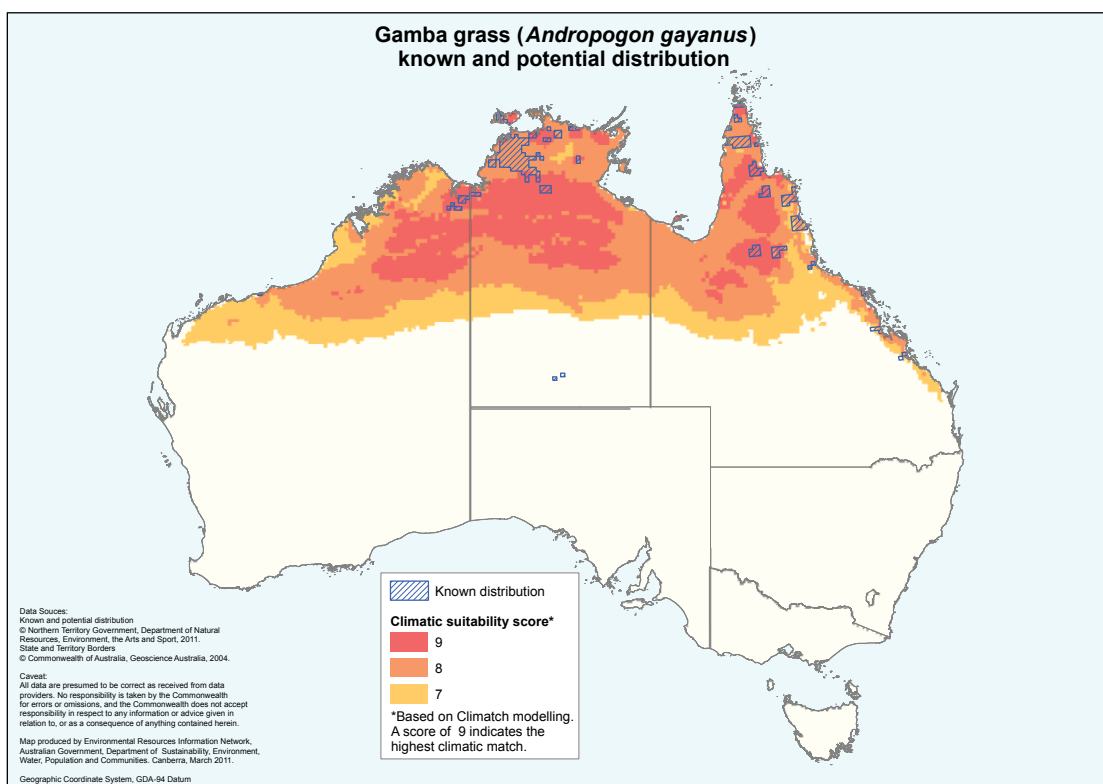 Gamba grass (Andropogon gayanus)
known and potential distribution
Known distribution
Climatic suitability score*
9
8
7
*Based on Climatch modelling.
A score of 9 indicates the
highest climatic match.
Data Souces:
Known and potential distribution
© Northern Territory Government, Department of Natural
Resources, Environment, the Arts and Sport, 2011.
State and Territory Borders
© Commonwealth of Australia, Geoscience Australia, 2004.
Caveat:
All data are presumed to be correct as received from data
providers. No responsibility is taken by the Commonwealth
for errors or omissions, and the Commonwealth does not accept
responsibility in respect to any information or advice given in
relation to, or as a consequence of anything contained herein.
Map produced by Environmental Resources Information Network,
Australian Government, Department of Sustainability, Environment,
Water, Population and Communities. Canberra, March 2011.
Geographic Coordinate System, GDA-94 Datum